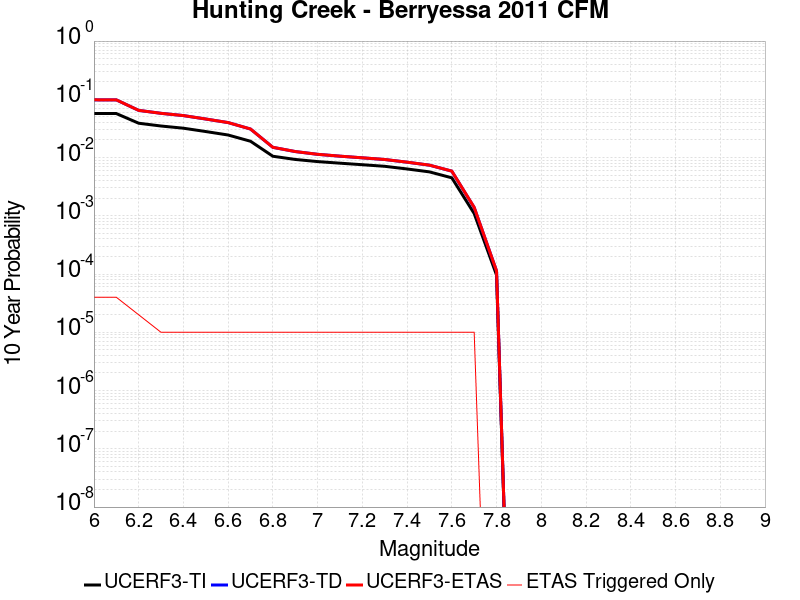 Hunting Creek - Berryessa 2011 CFM
10 Year Probability
10^0
10^-1
10^-2
10^-3
10^-4
10^-5
10^-6
10^-7
10^-8
6 6.2 6.4 6.6 6.8 7 7.2 7.4 7.6 7.8 8 8.2 8.4 8.6 8.8 9
Magnitude
UCERF3-TI UCERF3-TD UCERF3-ETAS ETAS Triggered Only